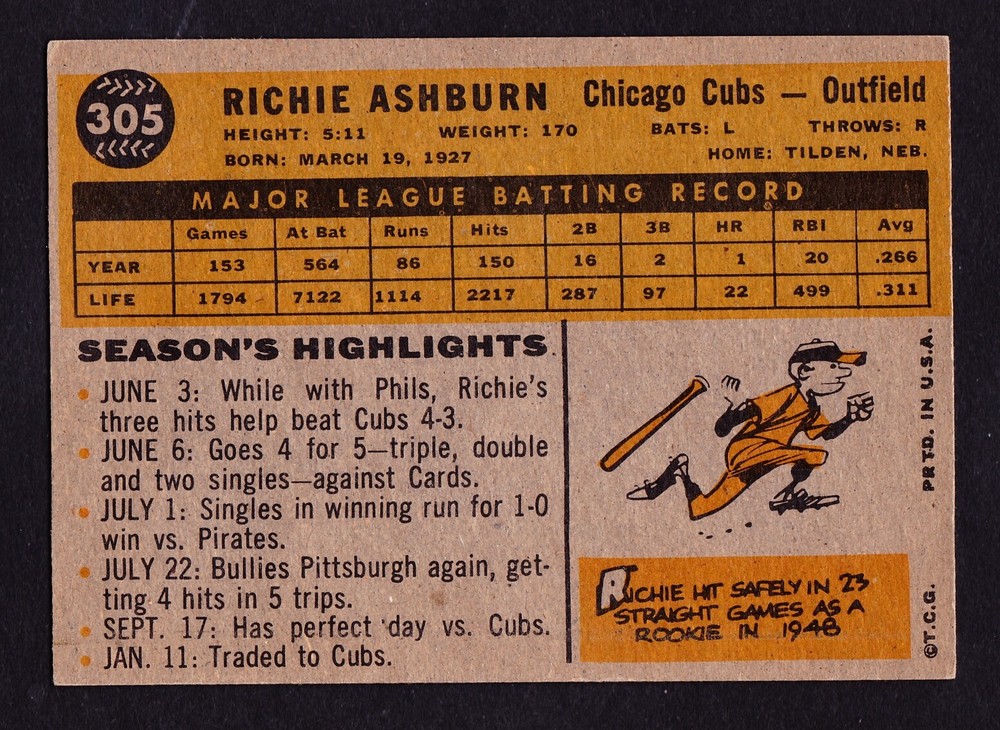 305
RICHIE ASHBURN Chicago Cubs — Outfield
HEIGHT: 5:11 WEIGHT: 170 BATS: L THROWS: R
BORN: MARCH 19, 1927 HOME: TILDEN, NEB.
MAJOR LEAGUE BATTING RECORD
Games At Bat Runs Hits 2B 3B HR RBI Avg
YEAR 153 564 86 150 16 2 1 20 .266
LIFE 1794 7122 1114 2217 287 97 22 499 .311
SEASON'S HIGHLIGHTS
• JUNE 3: While with Phils, Richie's
three hits help beat Cubs 4-3.
• JUNE 6: Goes 4 for 5—triple, double
and two singles—against Cards.
• JULY 1: Singles in winning run for 1-0
win vs. Pirates.
• JULY 22: Bullies Pittsburgh again, get-
ting 4 hits in 5 trips.
• SEPT. 17: Has perfect day vs. Cubs.
• JAN. 11: Traded to Cubs.
RICHIE HIT SAFELY IN 23
STRAIGHT GAMES AS A
ROOKIE IN 1948
PRTD. IN U.S.A.
©T.C.G.